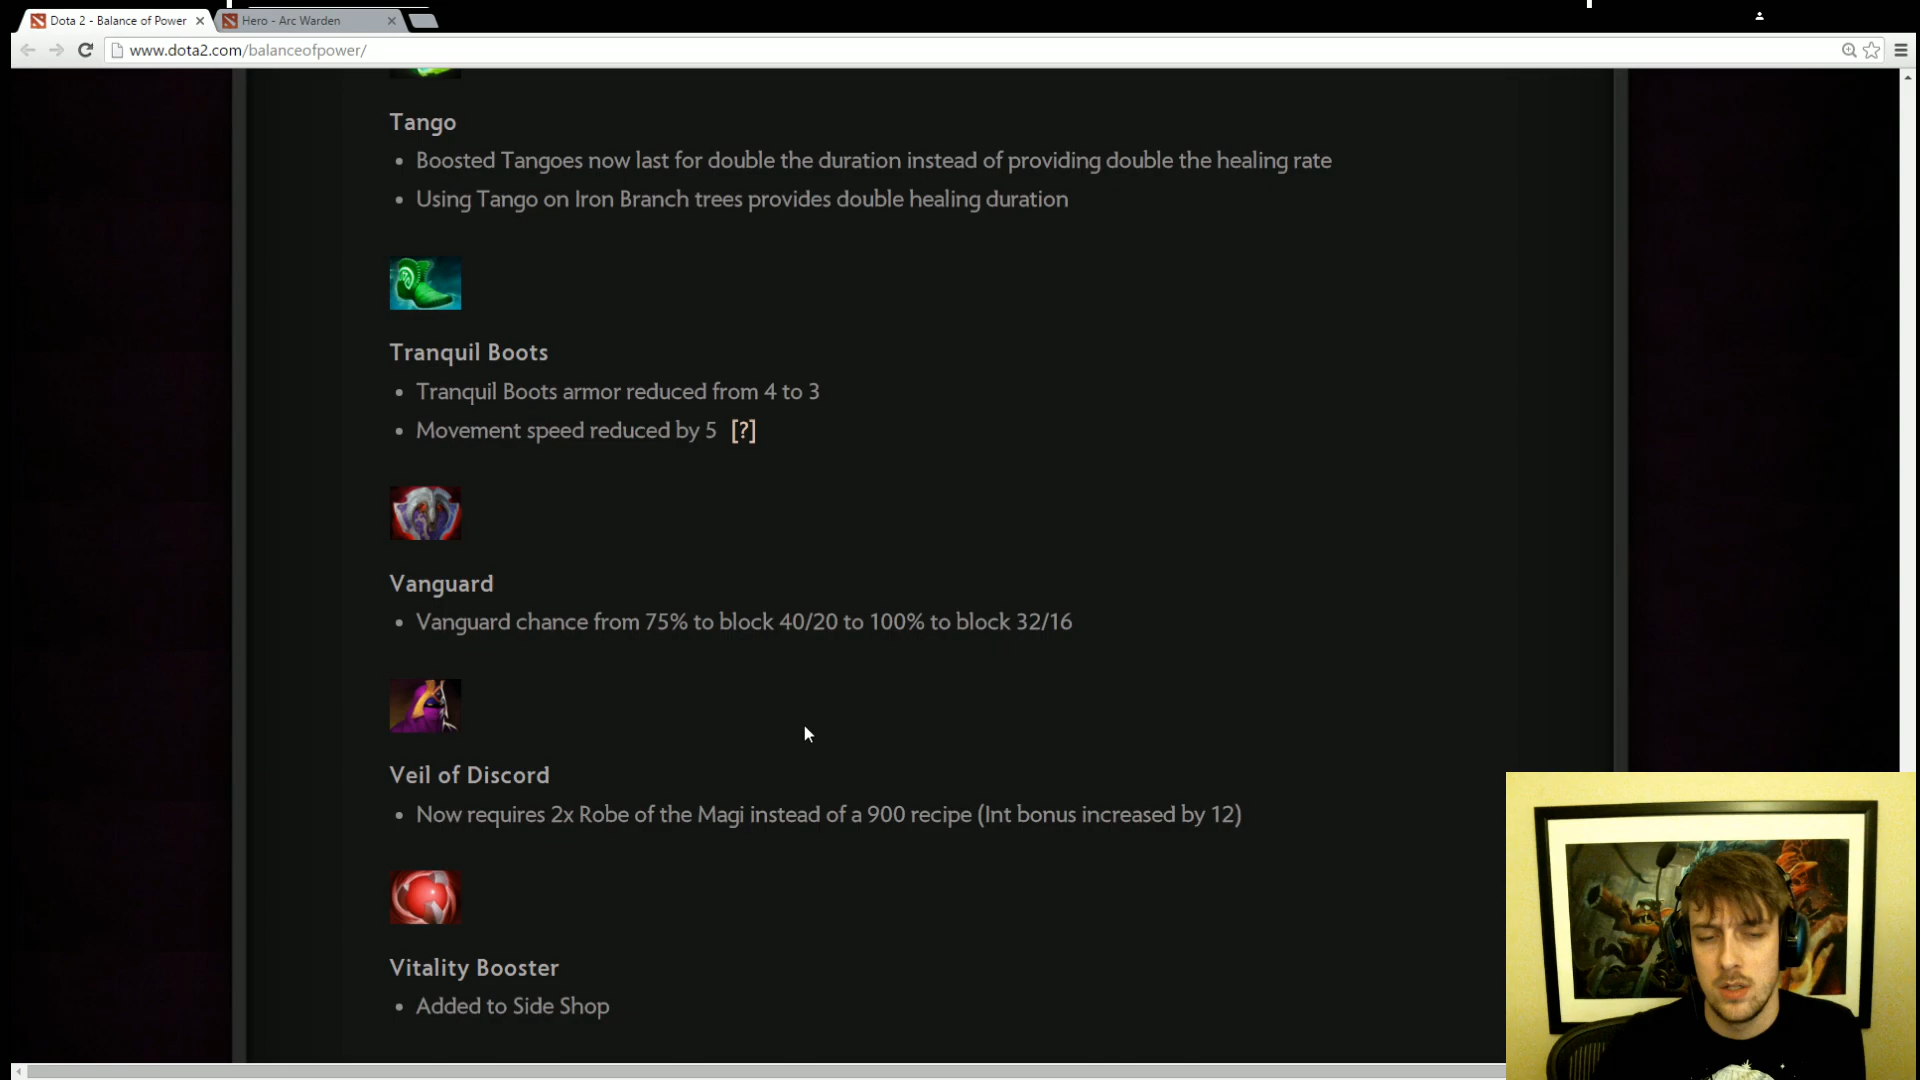 Dota 2 - Balance of Power
Hero - Arc Warden
www.dota2.com/balanceofpower/
Tango
• Boosted Tangoes now last for double the duration instead of providing double the healing rate
• Using Tango on Iron Branch trees provides double healing duration
Tranquil Boots
• Tranquil Boots armor reduced from 4 to 3
• Movement speed reduced by 5 [?]
Vanguard
• Vanguard chance from 75% to block 40/20 to 100% to block 32/16
Veil of Discord
• Now requires 2x Robe of the Magi instead of a 900 recipe (Int bonus increased by 12)
Vitality Booster
• Added to Side Shop